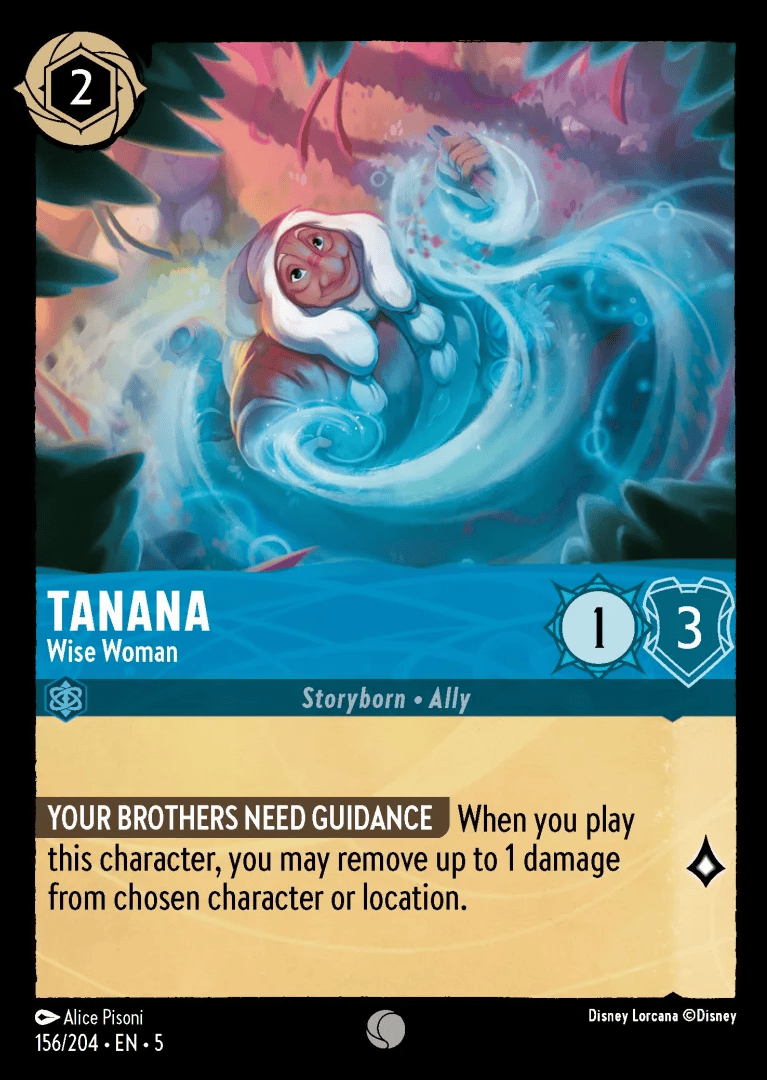 2
TANANA
Wise Woman
1
3
Storyborn • Ally
YOUR BROTHERS NEED GUIDANCE When you play
this character, you may remove up to 1 damage
from chosen character or location.
Alice Pisoni
156/204 • EN • 5
Disney Lorcana ©Disney